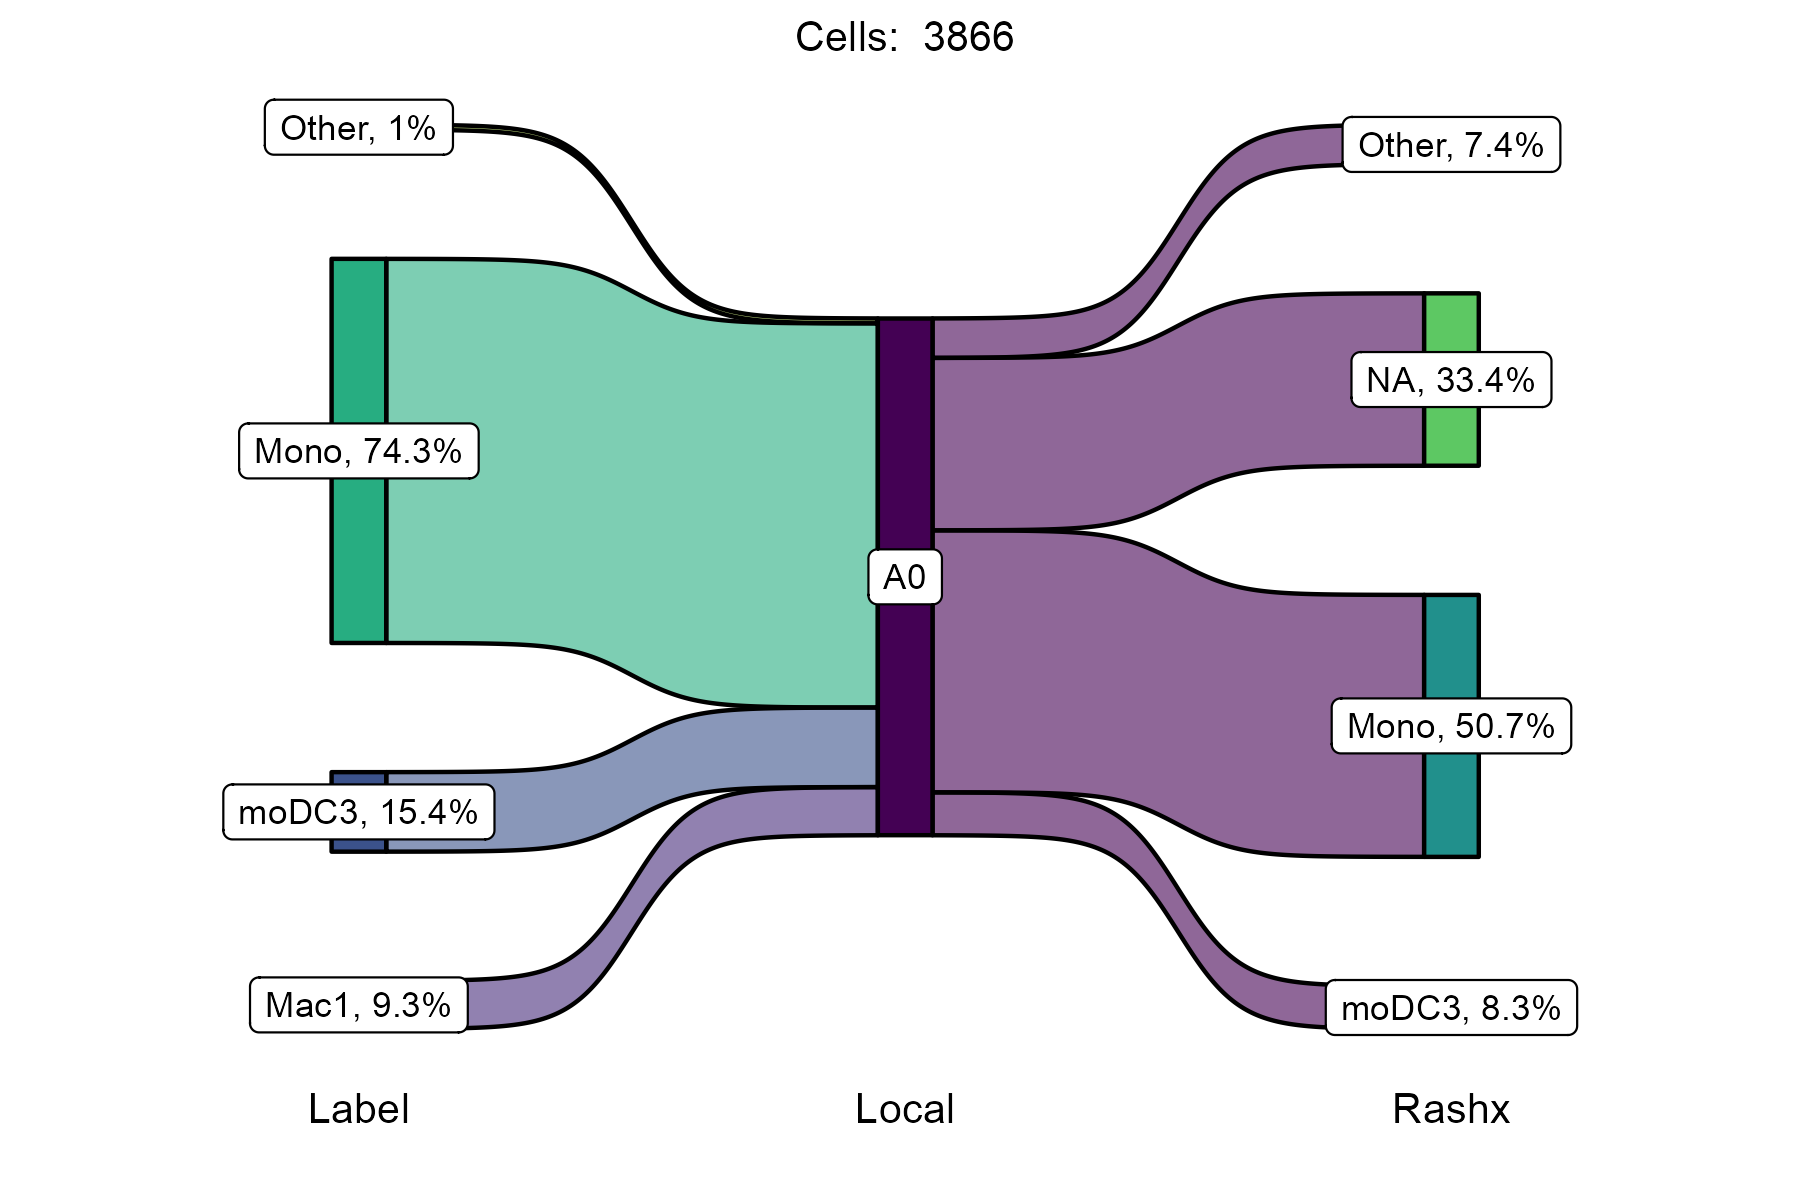 Cells: 3866
Other, 1%
Other, 7.4%
NA, 33.4%
Mono, 74.3%
A0
Mono, 50.7%
moDC3, 15.4%
Mac1, 9.3%
moDC3, 8.3%
Label
Local
Rashx